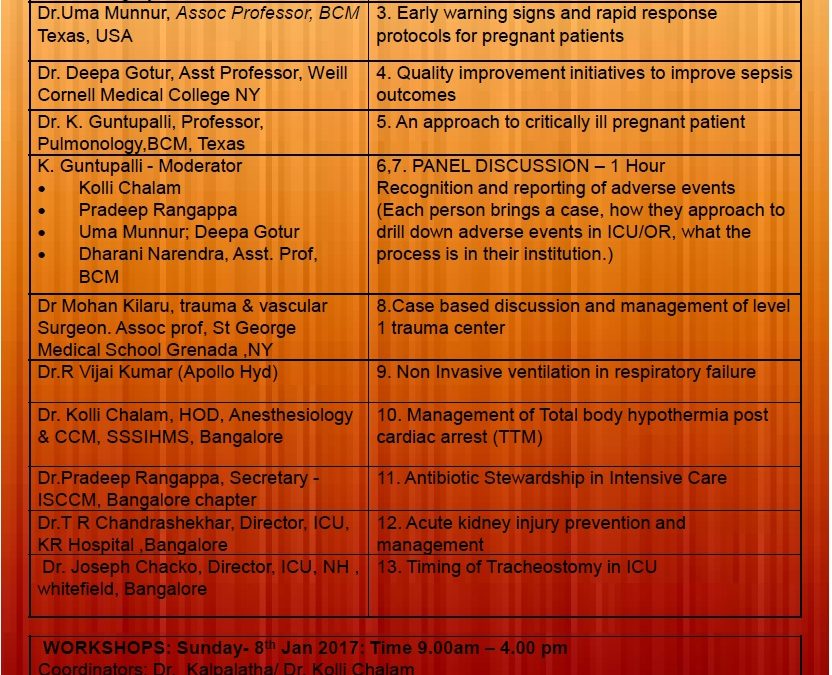 Dr.Uma Munnur, Assoc Professor, BCM
Texas, USA
3. Early warning signs and rapid response
protocols for pregnant patients
Dr. Deepa Gotur, Asst Professor, Weill
Cornell Medical College NY
4. Quality improvement initiatives to improve sepsis
outcomes
Dr. K. Guntupalli, Professor,
Pulmonology,BCM, Texas
5. An approach to critically ill pregnant patient
K. Guntupalli - Moderator
• Kolli Chalam
• Pradeep Rangappa
• Uma Munnur; Deepa Gotur
• Dharani Narendra, Asst. Prof,
BCM
6,7. PANEL DISCUSSION – 1 Hour
Recognition and reporting of adverse events
(Each person brings a case, how they approach to
drill down adverse events in ICU/OR, what the
process is in their institution.)
Dr Mohan Kilaru, trauma & vascular
Surgeon. Assoc prof, St George
Medical School Grenada ,NY
8.Case based discussion and management of level
1 trauma center
Dr.R Vijai Kumar (Apollo Hyd)
9. Non Invasive ventilation in respiratory failure
Dr. Kolli Chalam, HOD, Anesthesiology
& CCM, SSSIHMS, Bangalore
10. Management of Total body hypothermia post
cardiac arrest (TTM)
Dr.Pradeep Rangappa, Secretary -
ISCCM, Bangalore chapter
11. Antibiotic Stewardship in Intensive Care
Dr.T R Chandrashekhar, Director, ICU,
KR Hospital ,Bangalore
12. Acute kidney injury prevention and
management
Dr. Joseph Chacko, Director, ICU, NH ,
whitefield, Bangalore
13. Timing of Tracheostomy in ICU
WORKSHOPS: Sunday- 8th Jan 2017: Time 9.00am – 4.00 pm
Coordinators: Dr. Kalpalatha/ Dr. Kolli Chalam